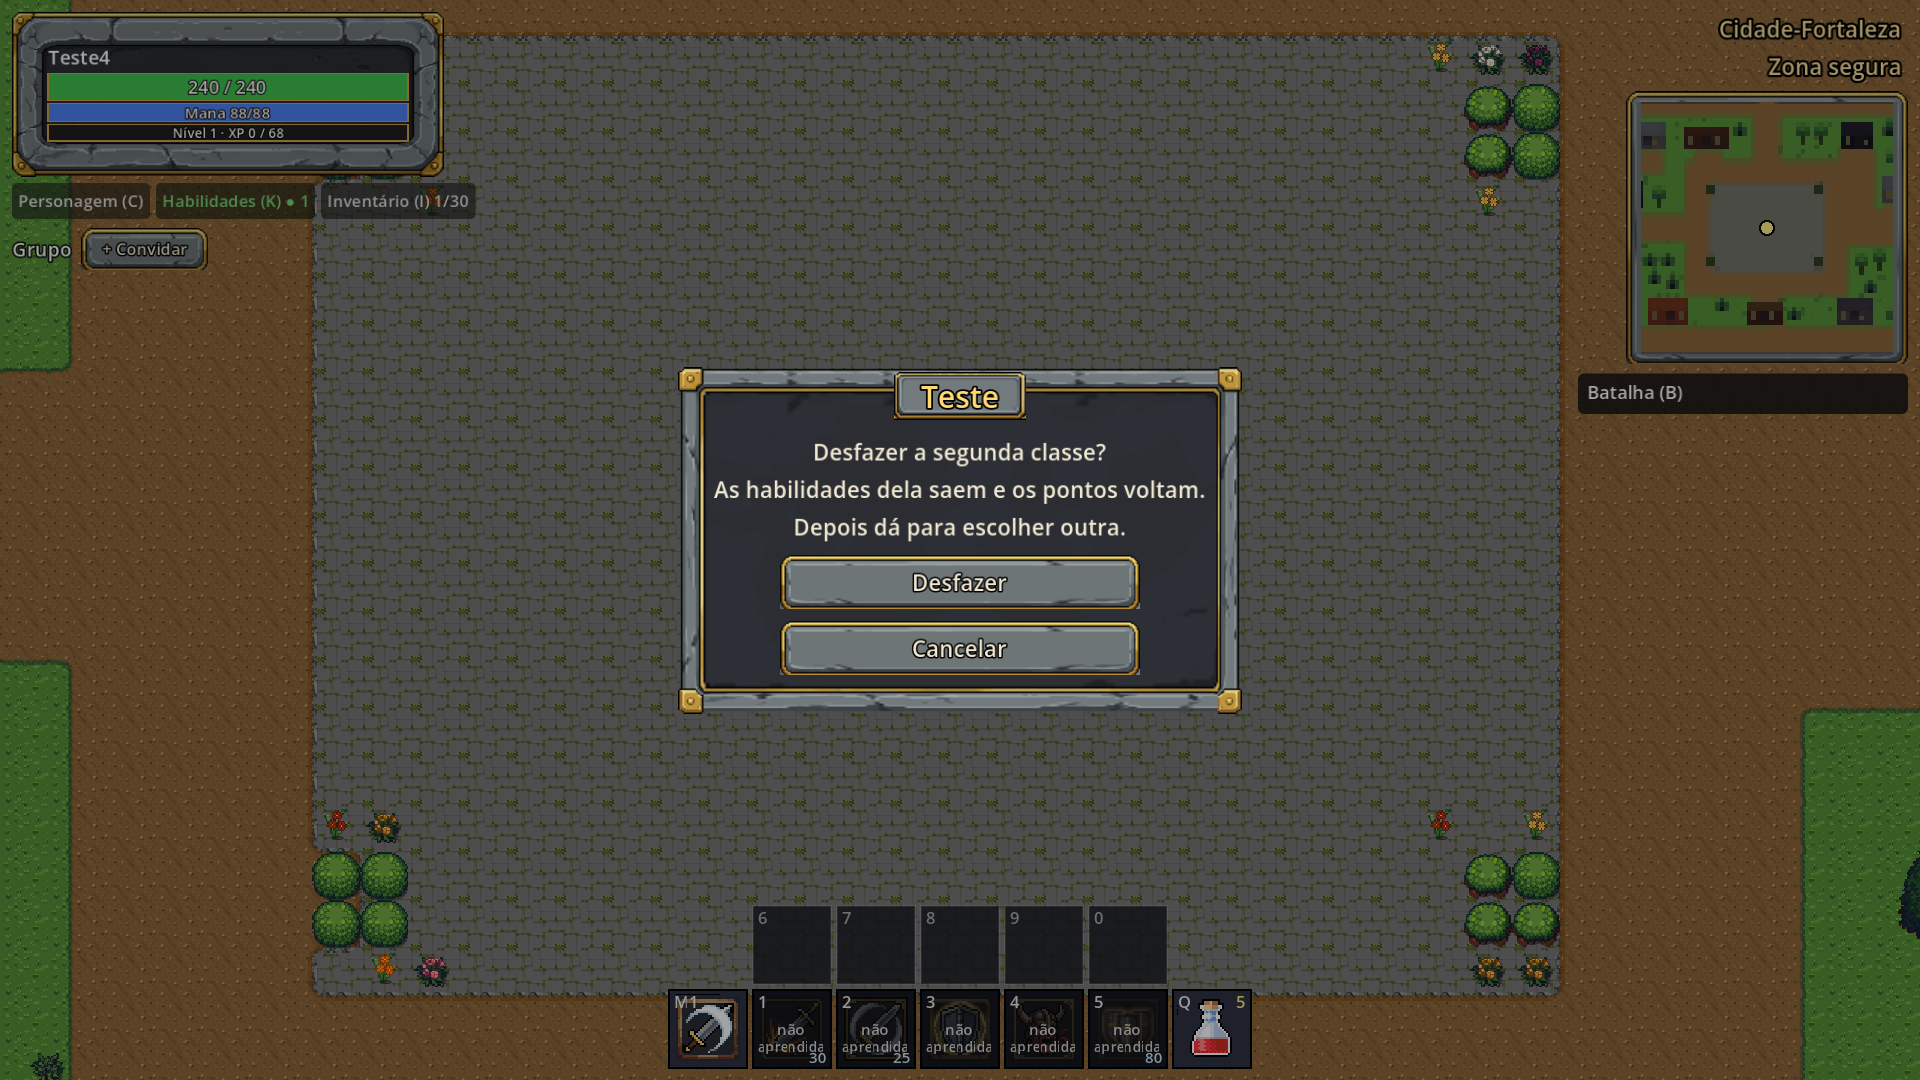 Teste4
240 / 240
Mana 88/88
Nível 1 · XP 0 / 68
Personagem (C)
Habilidades (K) ● 1
Inventário (I) 1/30
Grupo
+ Convidar
Cidade-Fortaleza
Zona segura
Batalha (B)
Teste
Desfazer a segunda classe?
As habilidades dela saem e os pontos voltam.
Depois dá para escolher outra.
Desfazer
Cancelar
6
7
8
9
0
M1
1
não
aprendida
30
2
não
aprendida
25
3
não
aprendida
4
não
aprendida
5
não
aprendida
80
Q
5